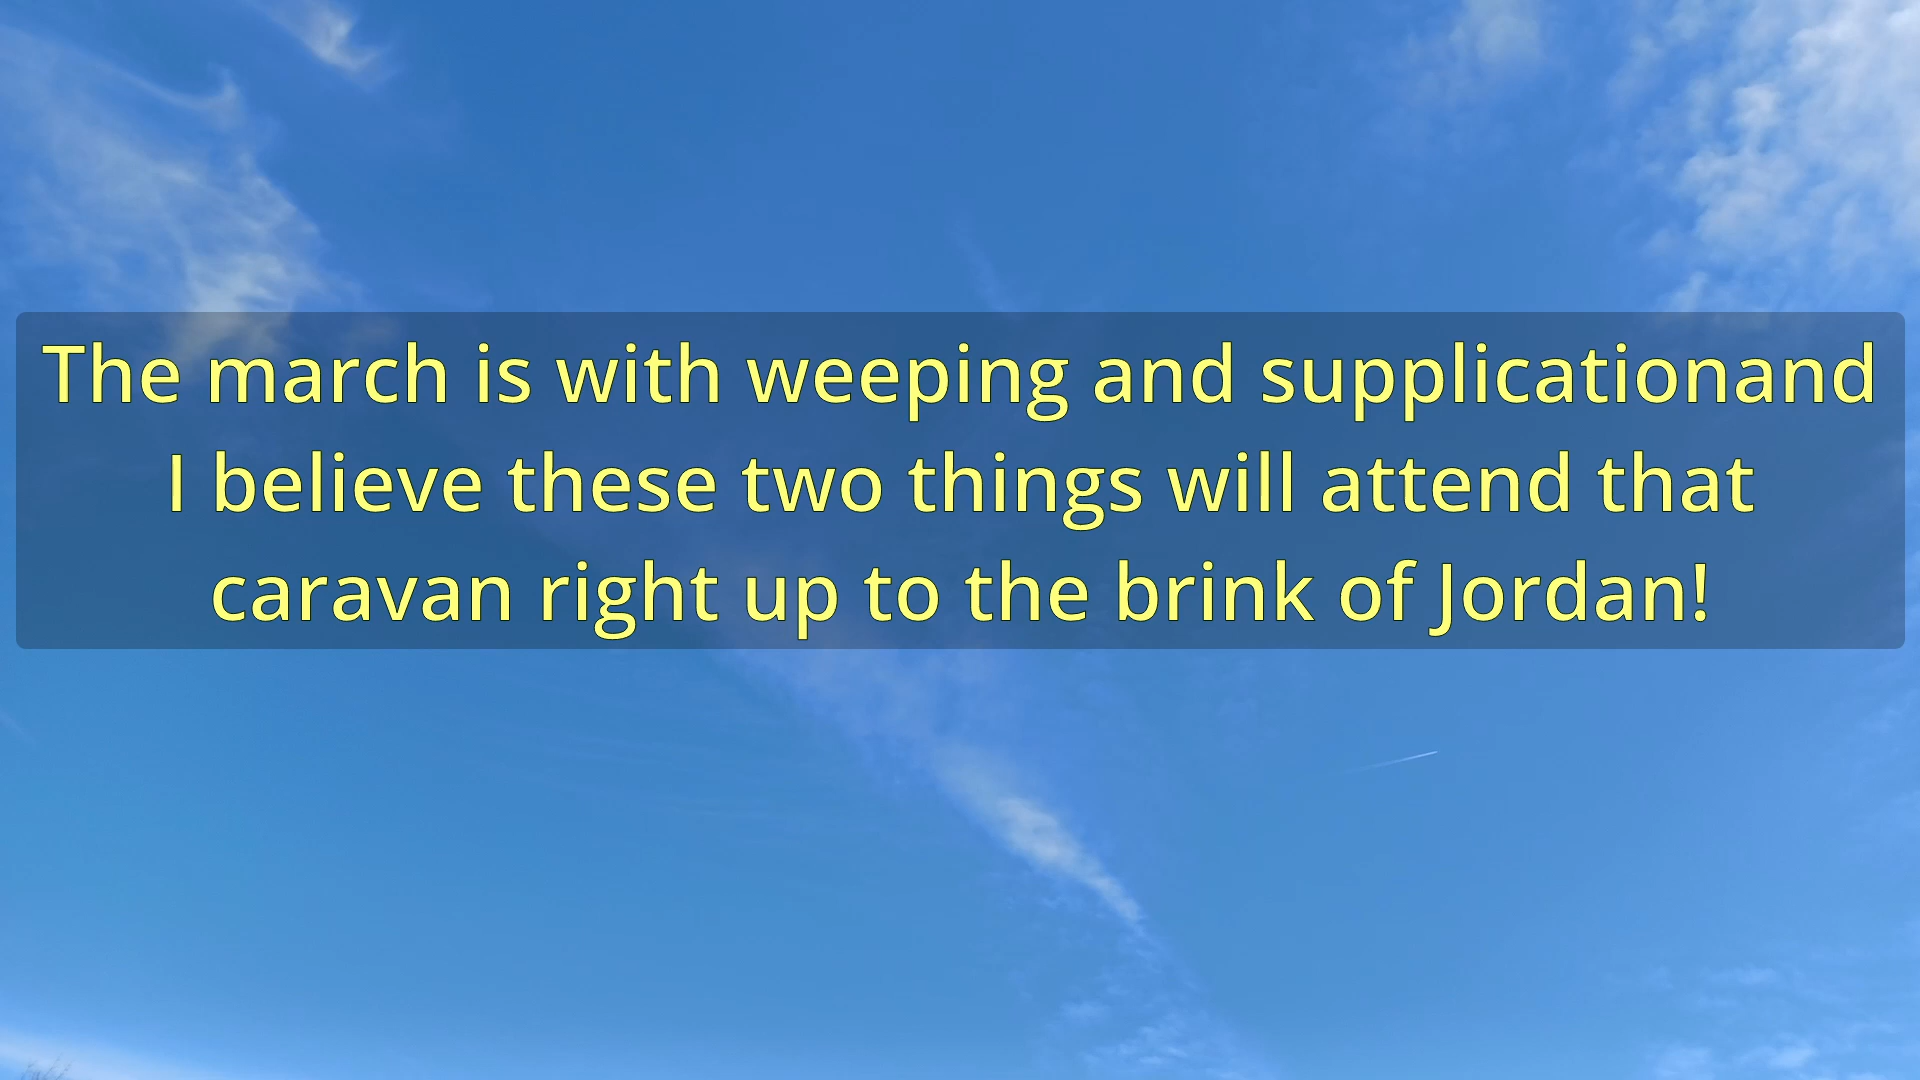 The march is with weeping and supplicationand
I believe these two things will attend that
caravan right up to the brink of Jordan!